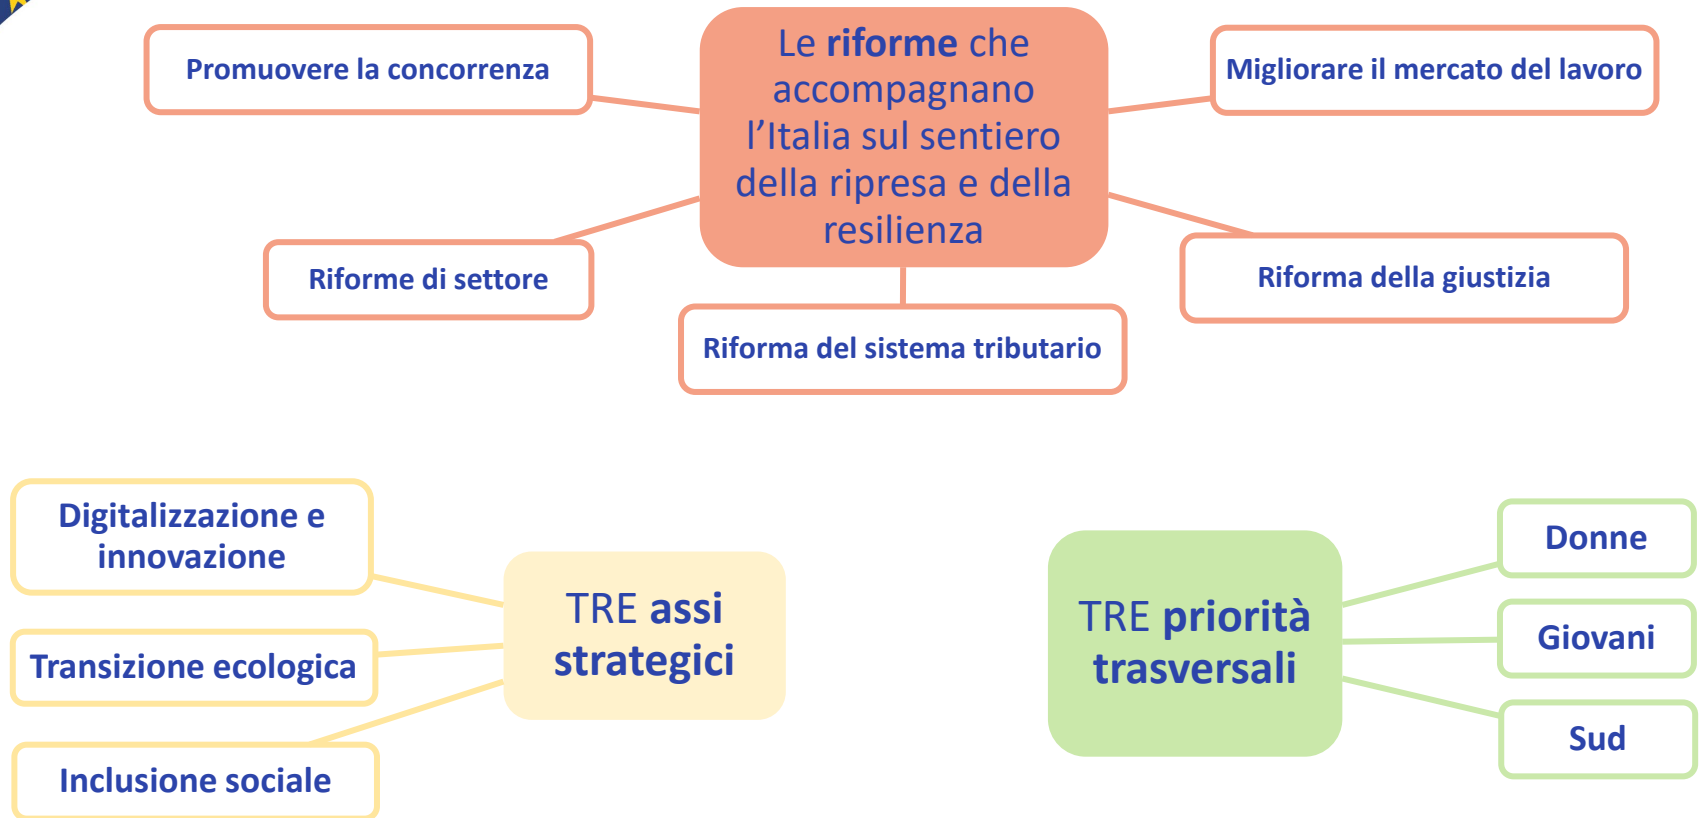 Le riforme che
accompagnano
l’Italia sul sentiero
della ripresa e della
resilienza
Promuovere la concorrenza
Migliorare il mercato del lavoro
Riforme di settore
Riforma della giustizia
Riforma del sistema tributario
Digitalizzazione e
innovazione
TRE assi
strategici
Transizione ecologica
Inclusione sociale
TRE priorità
trasversali
Donne
Giovani
Sud